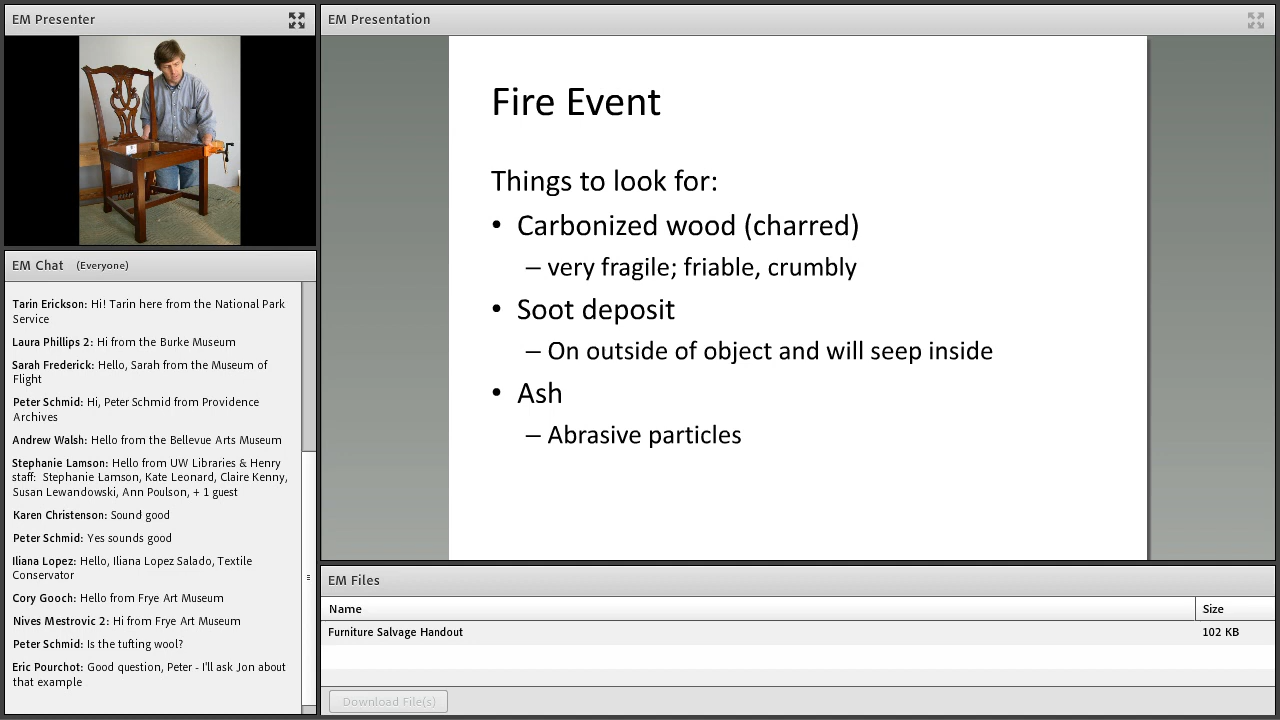 EM Presenter
EM Chat (Everyone)
Tarin Erickson: Hi! Tarin here from the National Park
Service
Laura Phillips 2: Hi from the Burke Museum
Sarah Frederick: Hello, Sarah from the Museum of
Flight
Peter Schmid: Hi, Peter Schmid from Providence
Archives
Andrew Walsh: Hello from the Bellevue Arts Museum
Stephanie Lamson: Hello from UW Libraries & Henry
staff: Stephanie Lamson, Kate Leonard, Claire Kenny,
Susan Lewandowski, Ann Poulson, + 1 guest
Karen Christenson: Sound good
Peter Schmid: Yes sounds good
Iliana Lopez: Hello, Iliana Lopez Salado, Textile
Conservator
Cory Gooch: Hello from Frye Art Museum
Nives Mestrovic 2: Hi from Frye Art Museum
Peter Schmid: Is the tufting wool?
Eric Pourchot: Good question, Peter - I'll ask Jon about
that example
EM Presentation
Fire Event
Things to look for:
• Carbonized wood (charred)
– very fragile; friable, crumbly
• Soot deposit
– On outside of object and will seep inside
• Ash
– Abrasive particles
EM Files
Name Size
Furniture Salvage Handout 102 KB
Download File(s)